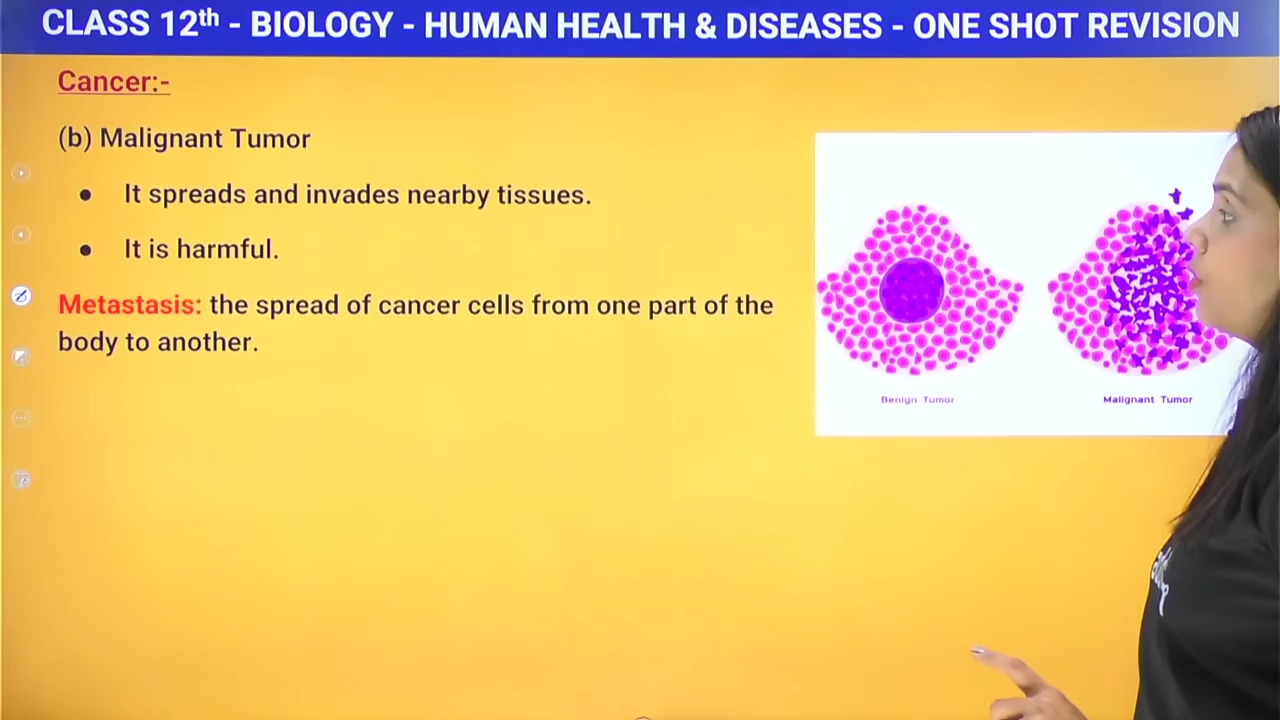 CLASS 12th - BIOLOGY - HUMAN HEALTH & DISEASES - ONE SHOT REVISION
Cancer:-
(b) Malignant Tumor
● It spreads and invades nearby tissues.
● It is harmful.
Metastasis: the spread of cancer cells from one part of the
body to another.
Benign Tumor
Malignant Tumor